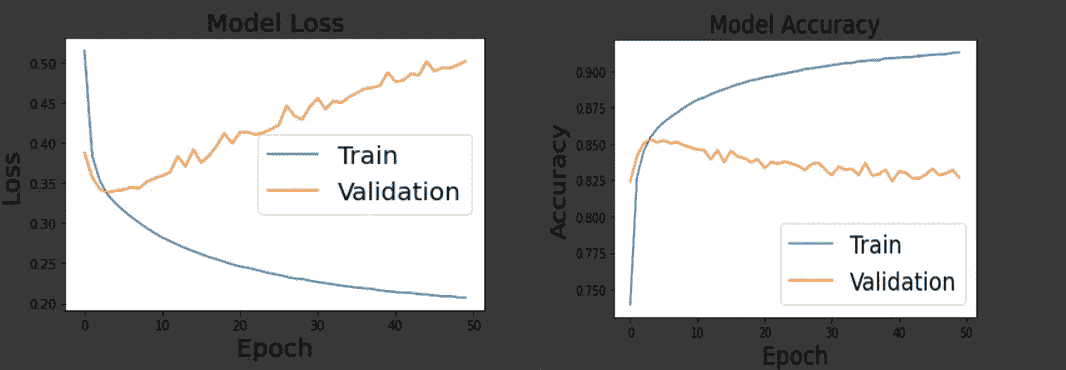 Model Loss
Loss
0.50
0.45
0.40
0.35
0.30
0.25
0.20
Train
Validation
0 10 20 30 40 50
Epoch
Model Accuracy
Accuracy
0.900
0.875
0.850
0.825
0.800
0.775
0.750
Train
Validation
0 10 20 30 40 50
Epoch